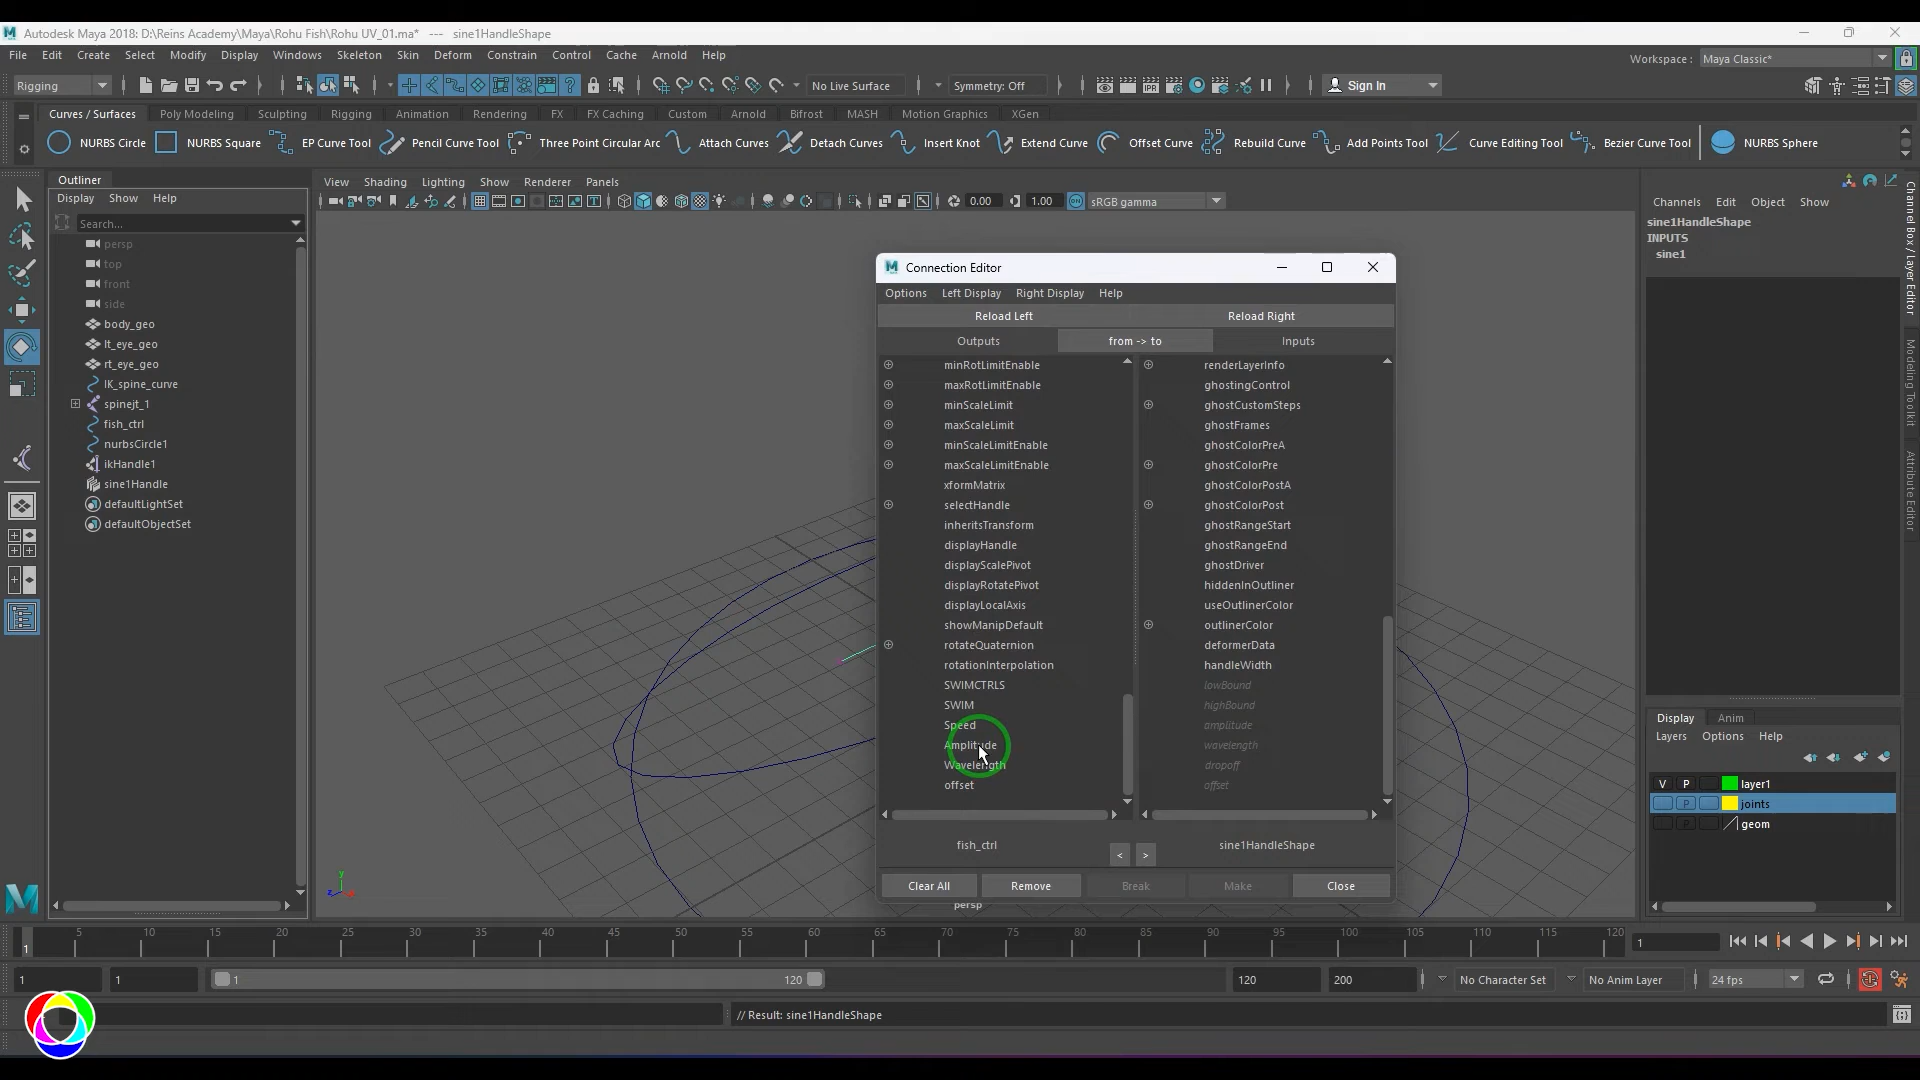 Autodesk Maya 2018: D:\Reins Academy\Maya\Rohu Fish\Rohu UV_01.ma* --- sine1HandleShape
File Edit Create Select Modify Display Windows Skeleton Skin Deform Constrain Control Cache Arnold Help
Workspace : Maya Classic*
Rigging No Live Surface Symmetry: Off IPR Sign In
Curves / Surfaces Poly Modeling Sculpting Rigging Animation Rendering FX FX Caching Custom Arnold Bifrost MASH Motion Graphics XGen
NURBS Circle NURBS Square EP Curve Tool Pencil Curve Tool Three Point Circular Arc Attach Curves Detach Curves Insert Knot Extend Curve Offset Curve Rebuild Curve Add Points Tool Curve Editing Tool Bezier Curve Tool NURBS Sphere
Outliner
Display Show Help
Search...
persp
top
front
side
body_geo
lt_eye_geo
rt_eye_geo
IK_spine_curve
spinejt_1
fish_ctrl
nurbsCircle1
ikHandle1
sine1Handle
defaultLightSet
defaultObjectSet
View Shading Lighting Show Renderer Panels
0.00 1.00 ON sRGB gamma
Connection Editor
Options Left Display Right Display Help
Reload Left Reload Right
Outputs from -> to Inputs
minRotLimitEnable renderLayerInfo
maxRotLimitEnable ghostingControl
minScaleLimit ghostCustomSteps
maxScaleLimit ghostFrames
minScaleLimitEnable ghostColorPreA
maxScaleLimitEnable ghostColorPre
xformMatrix ghostColorPostA
selectHandle ghostColorPost
inheritsTransform ghostRangeStart
displayHandle ghostRangeEnd
displayScalePivot ghostDriver
displayRotatePivot hiddenInOutliner
displayLocalAxis useOutlinerColor
showManipDefault outlinerColor
rotateQuaternion deformerData
rotationInterpolation handleWidth
SWIMCTRLS lowBound
SWIM highBound
Speed amplitude
Amplitude wavelength
Wavelength dropoff
offset offset
fish_ctrl < > sine1HandleShape
Clear All Remove Break Make Close
persp
y
z
Channels Edit Object Show
sine1HandleShape
INPUTS
sine1
Channel Box / Layer Editor
Modeling Toolkit
Attribute Editor
Display Anim
Layers Options Help
V P layer1
P joints
P geom
5 10 15 20 25 30 35 40 45 50 55 60 65 70 75 80 85 90 95 100 105 110 115 120
1 1
1 1 1 120 120 200 No Character Set No Anim Layer 24 fps
// Result: sine1HandleShape